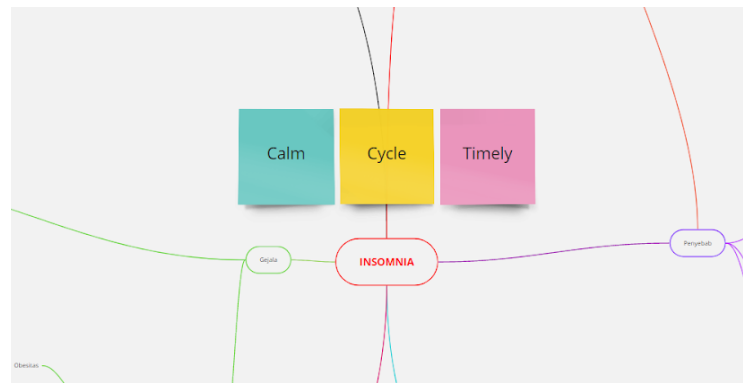 Calm
Cycle
Timely
Penyebab
Gejala
INSOMNIA
Obesitas